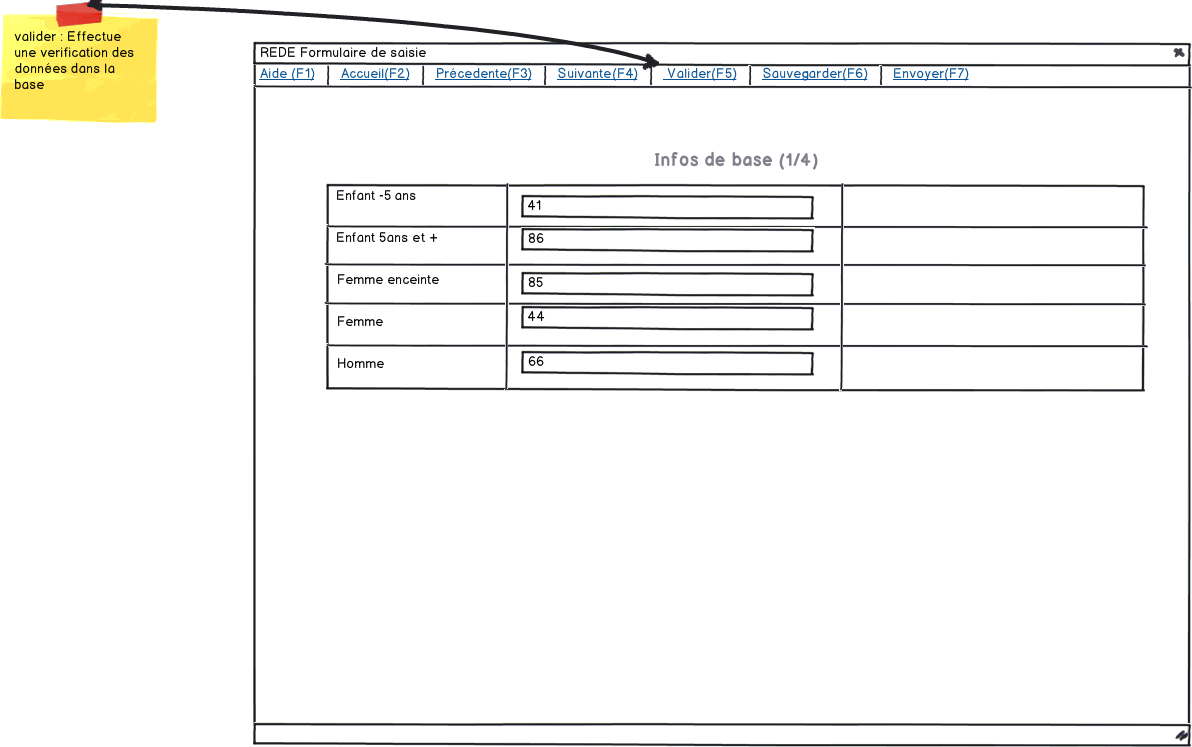 valider : Effectue
une verification des
données dans la
base
REDE Formulaire de saisie
Aide (F1) Accueil(F2) Précedente(F3) Suivante(F4) Valider(F5) Sauvegarder(F6) Envoyer(F7)
Infos de base (1/4)
Enfant -5 ans 41
Enfant 5ans et + 86
Femme enceinte 85
Femme 44
Homme 66